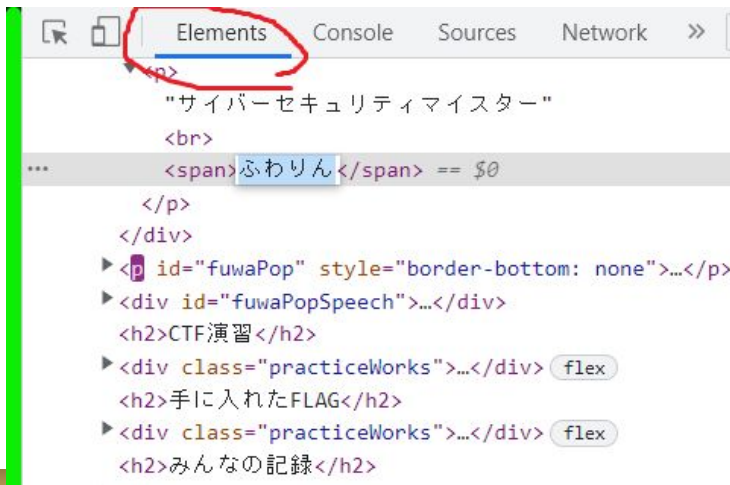 Elements Console Sources Network »
▼<p>
"サイバーセキュリティマイスター"
<br>
… <span>ふわりん</span> == $0
</p>
</div>
▶<p id="fuwaPop" style="border-bottom: none">…</p>
▶<div id="fuwaPopSpeech">…</div>
<h2>CTF演習</h2>
▶<div class="practiceWorks">…</div> flex
<h2>手に入れたFLAG</h2>
▶<div class="practiceWorks">…</div> flex
<h2>みんなの記録</h2>